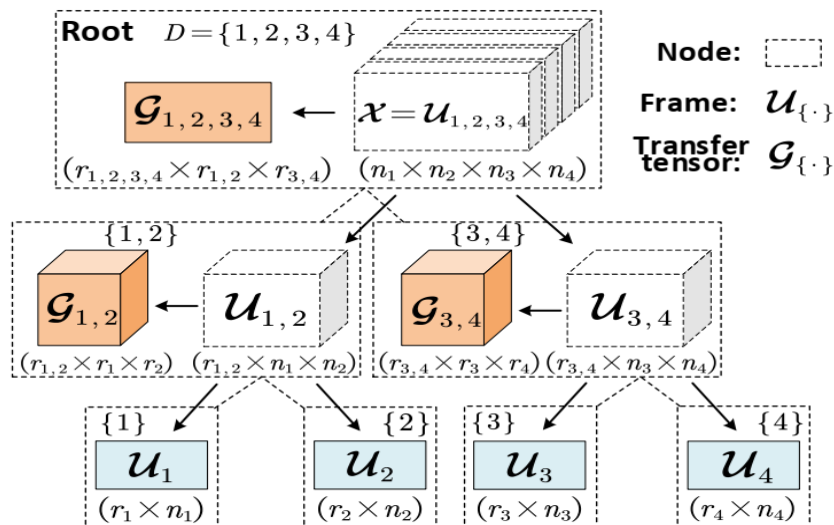 Root D={1,2,3,4}
Node:
𝓖1,2,3,4
𝓧=𝓤1,2,3,4
Frame: 𝓤{·}
Transfer
tensor: 𝓖{·}
(r1,2,3,4×r1,2×r3,4)
(n1×n2×n3×n4)
{1,2}
{3,4}
𝓖1,2
𝓤1,2
𝓖3,4
𝓤3,4
(r1,2×r1×r2)
(r1,2×n1×n2)
(r3,4×r3×r4)
(r3,4×n3×n4)
{1}
{2}
{3}
{4}
𝓤1
𝓤2
𝓤3
𝓤4
(r1×n1)
(r2×n2)
(r3×n3)
(r4×n4)